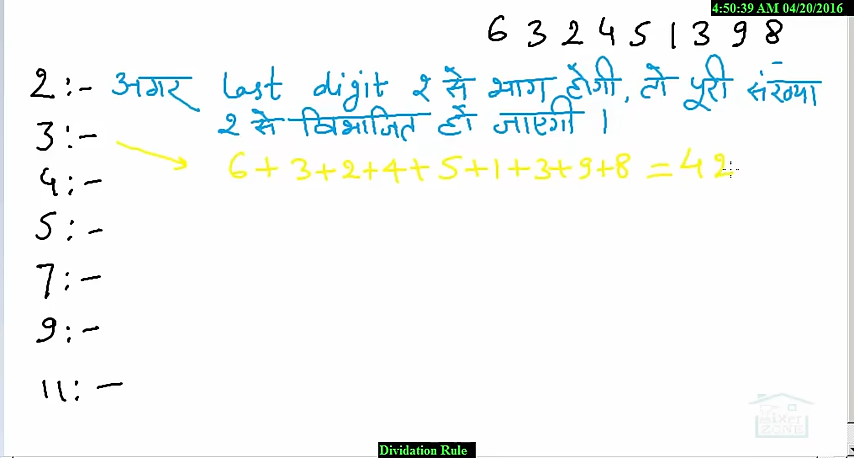 4:50:39 AM 04/20/2016
6 3 2 4 5 1 3 9 8
2:- अगर last digit 2 से भाग होगी, तो पूरी संख्या
2 से विभाजित हो जाएगी ।
3:-
6+3+2+4+5+1+3+9+8=42
4:-
5:-
7:-
9:-
11:-
mixer
ZONE
Dividation Rule